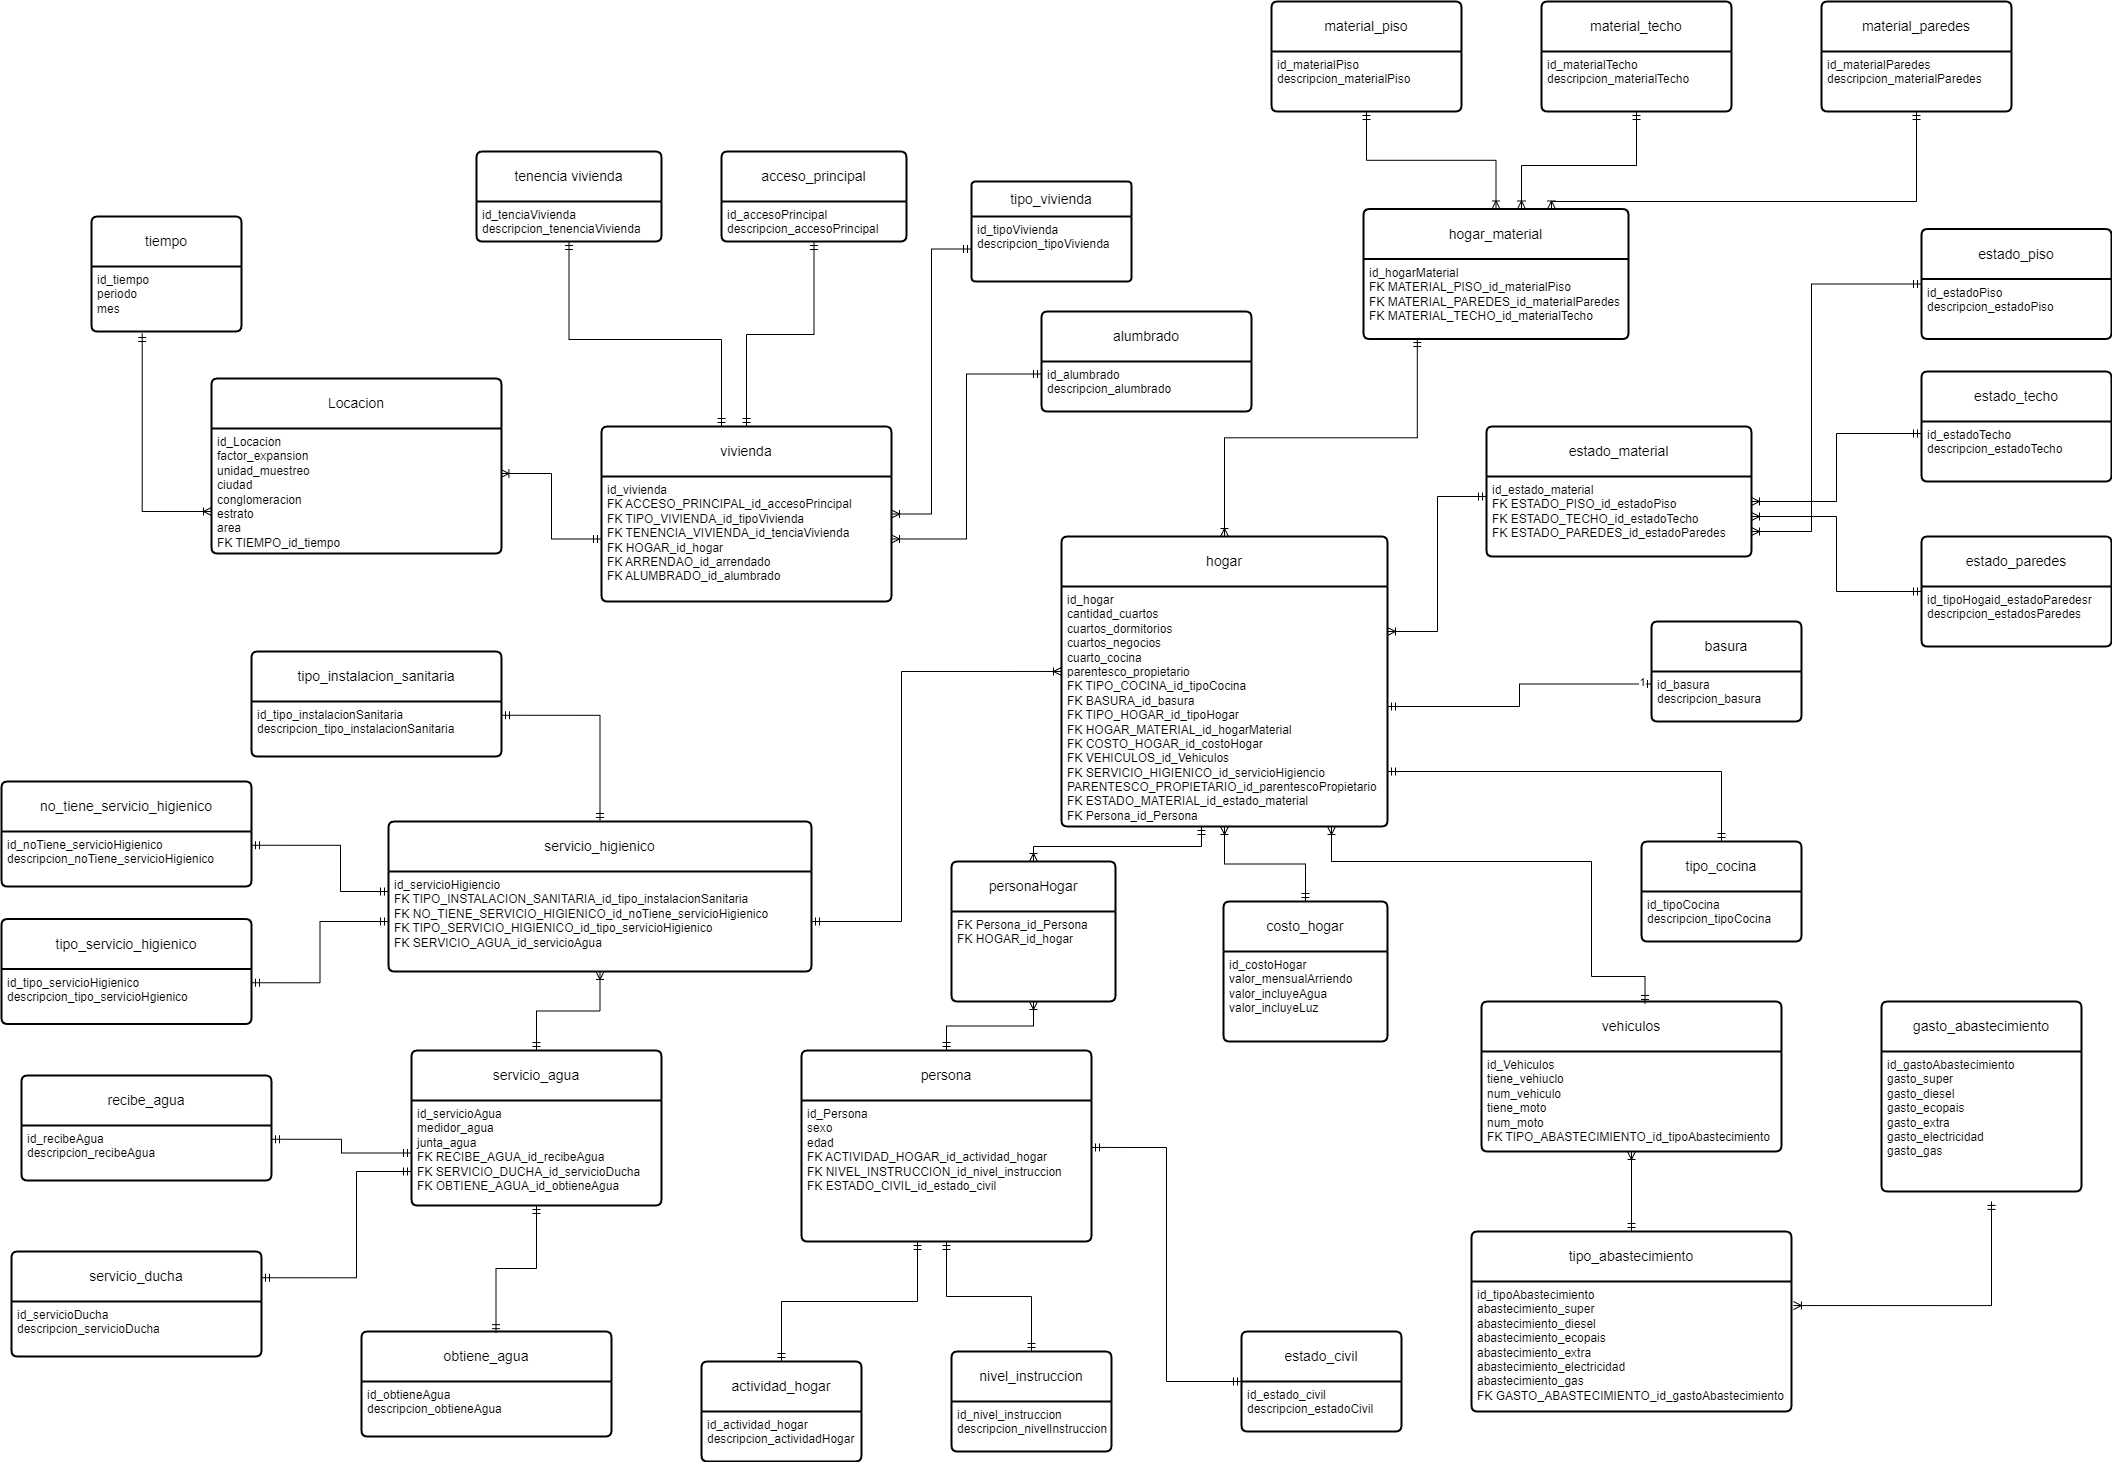 material_piso
id_materialPiso
descripcion_materialPiso
material_techo
id_materialTecho
descripcion_materialTecho
material_paredes
id_materialParedes
descripcion_materialParedes
tenencia vivienda
id_tenciaVivienda
descripcion_tenenciaVivienda
acceso_principal
id_accesoPrincipal
descripcion_accesoPrincipal
tipo_vivienda
id_tipoVivienda
descripcion_tipoVivienda
tiempo
id_tiempo
periodo
mes
hogar_material
id_hogarMaterial
FK MATERIAL_PISO_id_materialPiso
FK MATERIAL_PAREDES_id_materialParedes
FK MATERIAL_TECHO_id_materialTecho
estado_piso
id_estadoPiso
descripcion_estadoPiso
alumbrado
id_alumbrado
descripcion_alumbrado
Locacion
id_Locacion
factor_expansion
unidad_muestreo
ciudad
conglomeracion
estrato
area
FK TIEMPO_id_tiempo
vivienda
id_vivienda
FK ACCESO_PRINCIPAL_id_accesoPrincipal
FK TIPO_VIVIENDA_id_tipoVivienda
FK TENENCIA_VIVIENDA_id_tenciaVivienda
FK HOGAR_id_hogar
FK ARRENDAO_id_arrendado
FK ALUMBRADO_id_alumbrado
estado_material
id_estado_material
FK ESTADO_PISO_id_estadoPiso
FK ESTADO_TECHO_id_estadoTecho
FK ESTADO_PAREDES_id_estadoParedes
estado_techo
id_estadoTecho
descripcion_estadoTecho
estado_paredes
id_tipoHogaid_estadoParedesr
descripcion_estadosParedes
hogar
id_hogar
cantidad_cuartos
cuartos_dormitorios
cuartos_negocios
cuarto_cocina
parentesco_propietario
FK TIPO_COCINA_id_tipoCocina
FK BASURA_id_basura
FK TIPO_HOGAR_id_tipoHogar
FK HOGAR_MATERIAL_id_hogarMaterial
FK COSTO_HOGAR_id_costoHogar
FK VEHICULOS_id_Vehiculos
FK SERVICIO_HIGIENICO_id_servicioHigiencio
PARENTESCO_PROPIETARIO_id_parentescoPropietario
FK ESTADO_MATERIAL_id_estado_material
FK Persona_id_Persona
basura
1
id_basura
descripcion_basura
tipo_instalacion_sanitaria
id_tipo_instalacionSanitaria
descripcion_tipo_instalacionSanitaria
no_tiene_servicio_higienico
id_noTiene_servicioHigienico
descripcion_noTiene_servicioHigienico
servicio_higienico
id_servicioHigiencio
FK TIPO_INSTALACION_SANITARIA_id_tipo_instalacionSanitaria
FK NO_TIENE_SERVICIO_HIGIENICO_id_noTiene_servicioHigienico
FK TIPO_SERVICIO_HIGIENICO_id_tipo_servicioHigienico
FK SERVICIO_AGUA_id_servicioAgua
tipo_servicio_higienico
id_tipo_servicioHigienico
descripcion_tipo_servicioHgienico
personaHogar
FK Persona_id_Persona
FK HOGAR_id_hogar
costo_hogar
id_costoHogar
valor_mensualArriendo
valor_incluyeAgua
valor_incluyeLuz
tipo_cocina
id_tipoCocina
descripcion_tipoCocina
vehiculos
id_Vehiculos
tiene_vehiuclo
num_vehiculo
tiene_moto
num_moto
FK TIPO_ABASTECIMIENTO_id_tipoAbastecimiento
gasto_abastecimiento
id_gastoAbastecimiento
gasto_super
gasto_diesel
gasto_ecopais
gasto_extra
gasto_electricidad
gasto_gas
servicio_agua
id_servicioAgua
medidor_agua
junta_agua
FK RECIBE_AGUA_id_recibeAgua
FK SERVICIO_DUCHA_id_servicioDucha
FK OBTIENE_AGUA_id_obtieneAgua
recibe_agua
id_recibeAgua
descripcion_recibeAgua
persona
id_Persona
sexo
edad
FK ACTIVIDAD_HOGAR_id_actividad_hogar
FK NIVEL_INSTRUCCION_id_nivel_instruccion
FK ESTADO_CIVIL_id_estado_civil
servicio_ducha
id_servicioDucha
descripcion_servicioDucha
tipo_abastecimiento
id_tipoAbastecimiento
abastecimiento_super
abastecimiento_diesel
abastecimiento_ecopais
abastecimiento_extra
abastecimiento_electricidad
abastecimiento_gas
FK GASTO_ABASTECIMIENTO_id_gastoAbastecimiento
obtiene_agua
id_obtieneAgua
descripcion_obtieneAgua
actividad_hogar
id_actividad_hogar
descripcion_actividadHogar
nivel_instruccion
id_nivel_instruccion
descripcion_nivelInstruccion
estado_civil
id_estado_civil
descripcion_estadoCivil